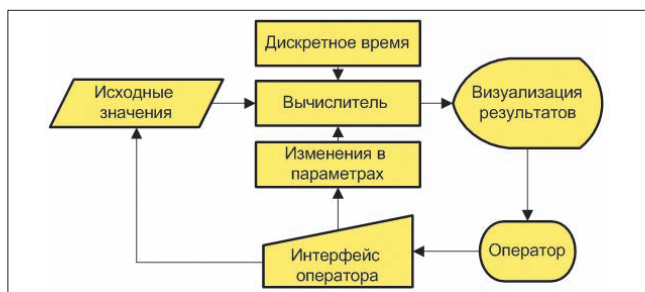 Дискретное время
Исходные
значения
Вычислитель
Визуализация
результатов
Изменения в
параметрах
Интерфейс
оператора
Оператор